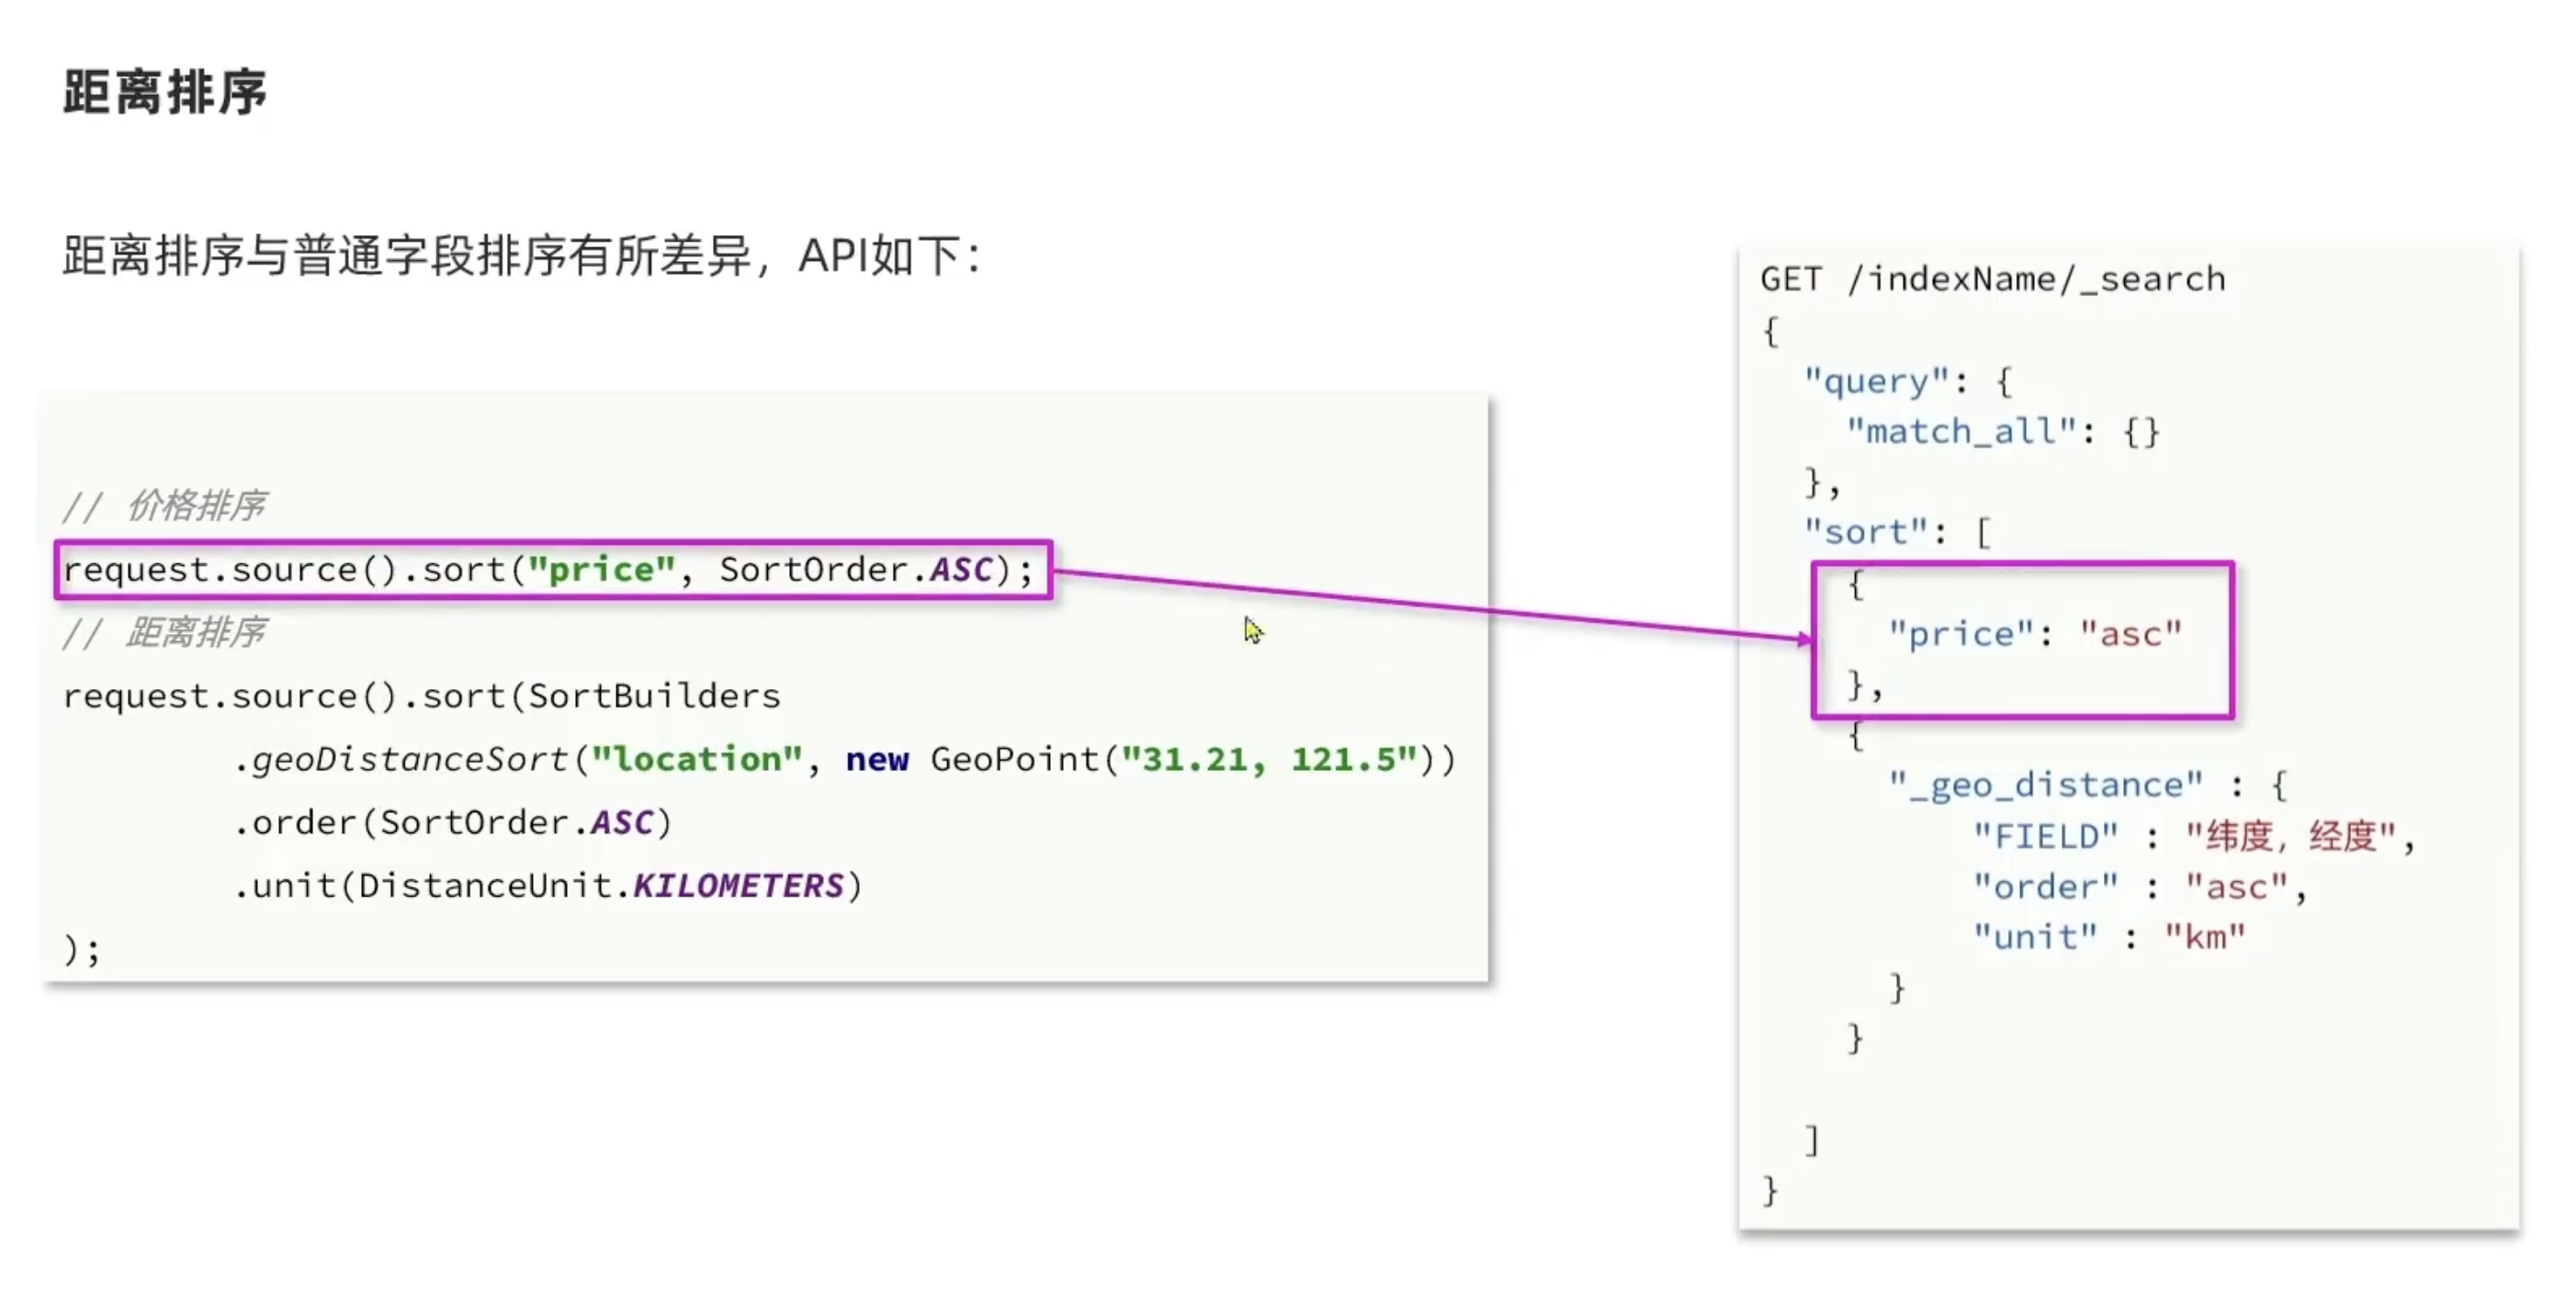 距离排序
距离排序与普通字段排序有所差异，API如下：
// 价格排序
request.source().sort("price", SortOrder.ASC);
// 距离排序
request.source().sort(SortBuilders
.geoDistanceSort("location", new GeoPoint("31.21, 121.5"))
.order(SortOrder.ASC)
.unit(DistanceUnit.KILOMETERS)
);
GET /indexName/_search
{
"query": {
"match_all": {}
},
"sort": [
{
"price": "asc"
},
{
"_geo_distance" : {
"FIELD" : "纬度，经度",
"order" : "asc",
"unit" : "km"
}
}
]
}